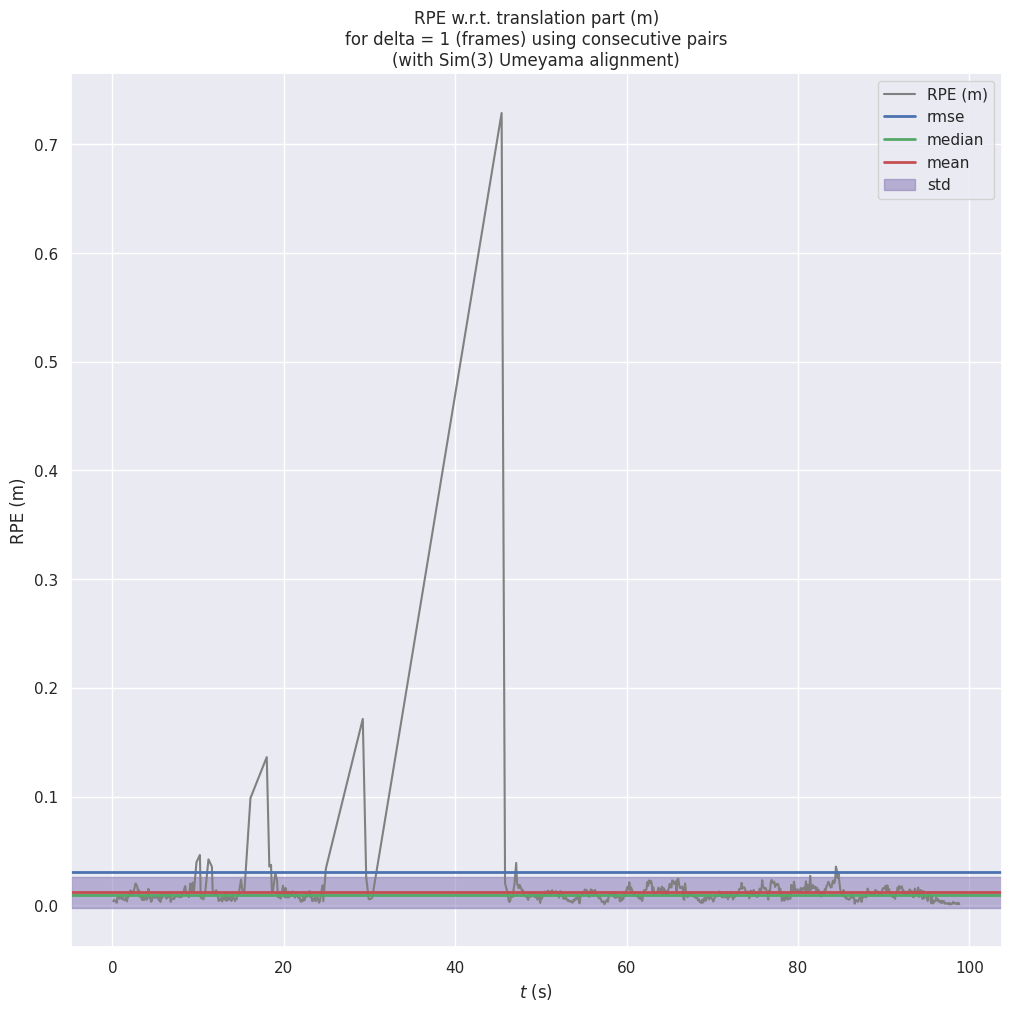 RPE w.r.t. translation part (m)
for delta = 1 (frames) using consecutive pairs
(with Sim(3) Umeyama alignment)
RPE (m)
rmse
median
mean
std
RPE (m)
0.7
0.6
0.5
0.4
0.3
0.2
0.1
0.0
0 20 40 60 80 100
t (s)